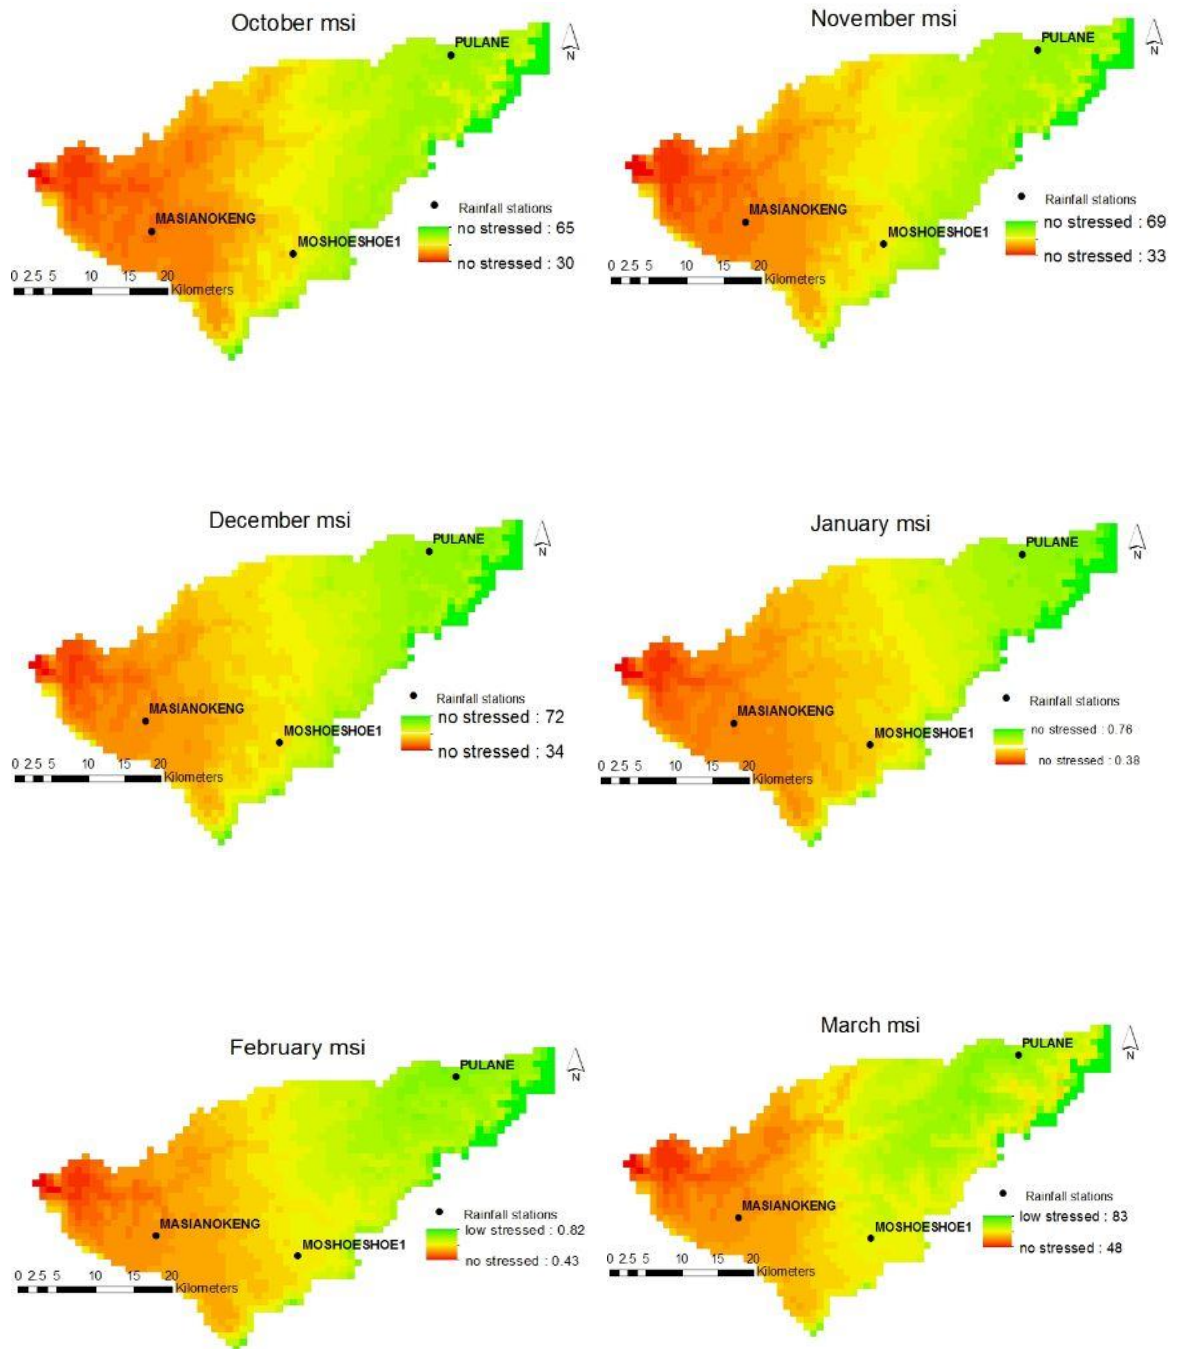 October msi
PULANE
N
MASIANOKENG
MOSHOESHOE1
Rainfall stations
no stressed : 65
no stressed : 30
0 2.5 5 10 15 20
Kilometers
November msi
PULANE
N
MASIANOKENG
MOSHOESHOE1
Rainfall stations
no stressed : 69
no stressed : 33
0 2.5 5 10 15 20
Kilometers
December msi
PULANE
N
MASIANOKENG
MOSHOESHOE1
Rainfall stations
no stressed : 72
no stressed : 34
0 2.5 5 10 15 20
Kilometers
January msi
PULANE
N
MASIANOKENG
MOSHOESHOE1
Rainfall stations
no stressed : 0.76
no stressed : 0.38
0 2.5 5 10 15 20
Kilometers
February msi
PULANE
N
MASIANOKENG
MOSHOESHOE1
Rainfall stations
low stressed : 0.82
no stressed : 0.43
0 2.5 5 10 15 20
Kilometers
March msi
PULANE
N
MASIANOKENG
MOSHOESHOE1
Rainfall stations
low stressed : 83
no stressed : 48
0 2.5 5 10 15 20
Kilometers